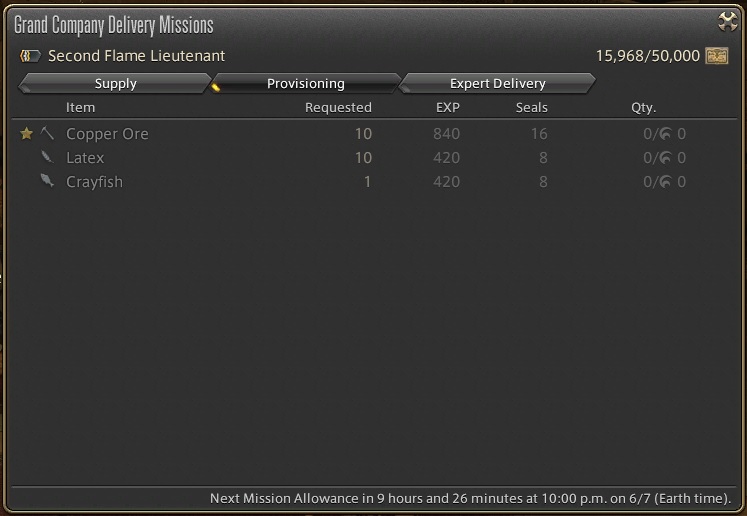 Grand Company Delivery Missions
Second Flame Lieutenant 15,968/50,000
Supply Provisioning Expert Delivery
Item Requested EXP Seals Qty.
Copper Ore 10 840 16 0/ 0
Latex 10 420 8 0/ 0
Crayfish 1 420 8 0/ 0
Next Mission Allowance in 9 hours and 26 minutes at 10:00 p.m. on 6/7 (Earth time).